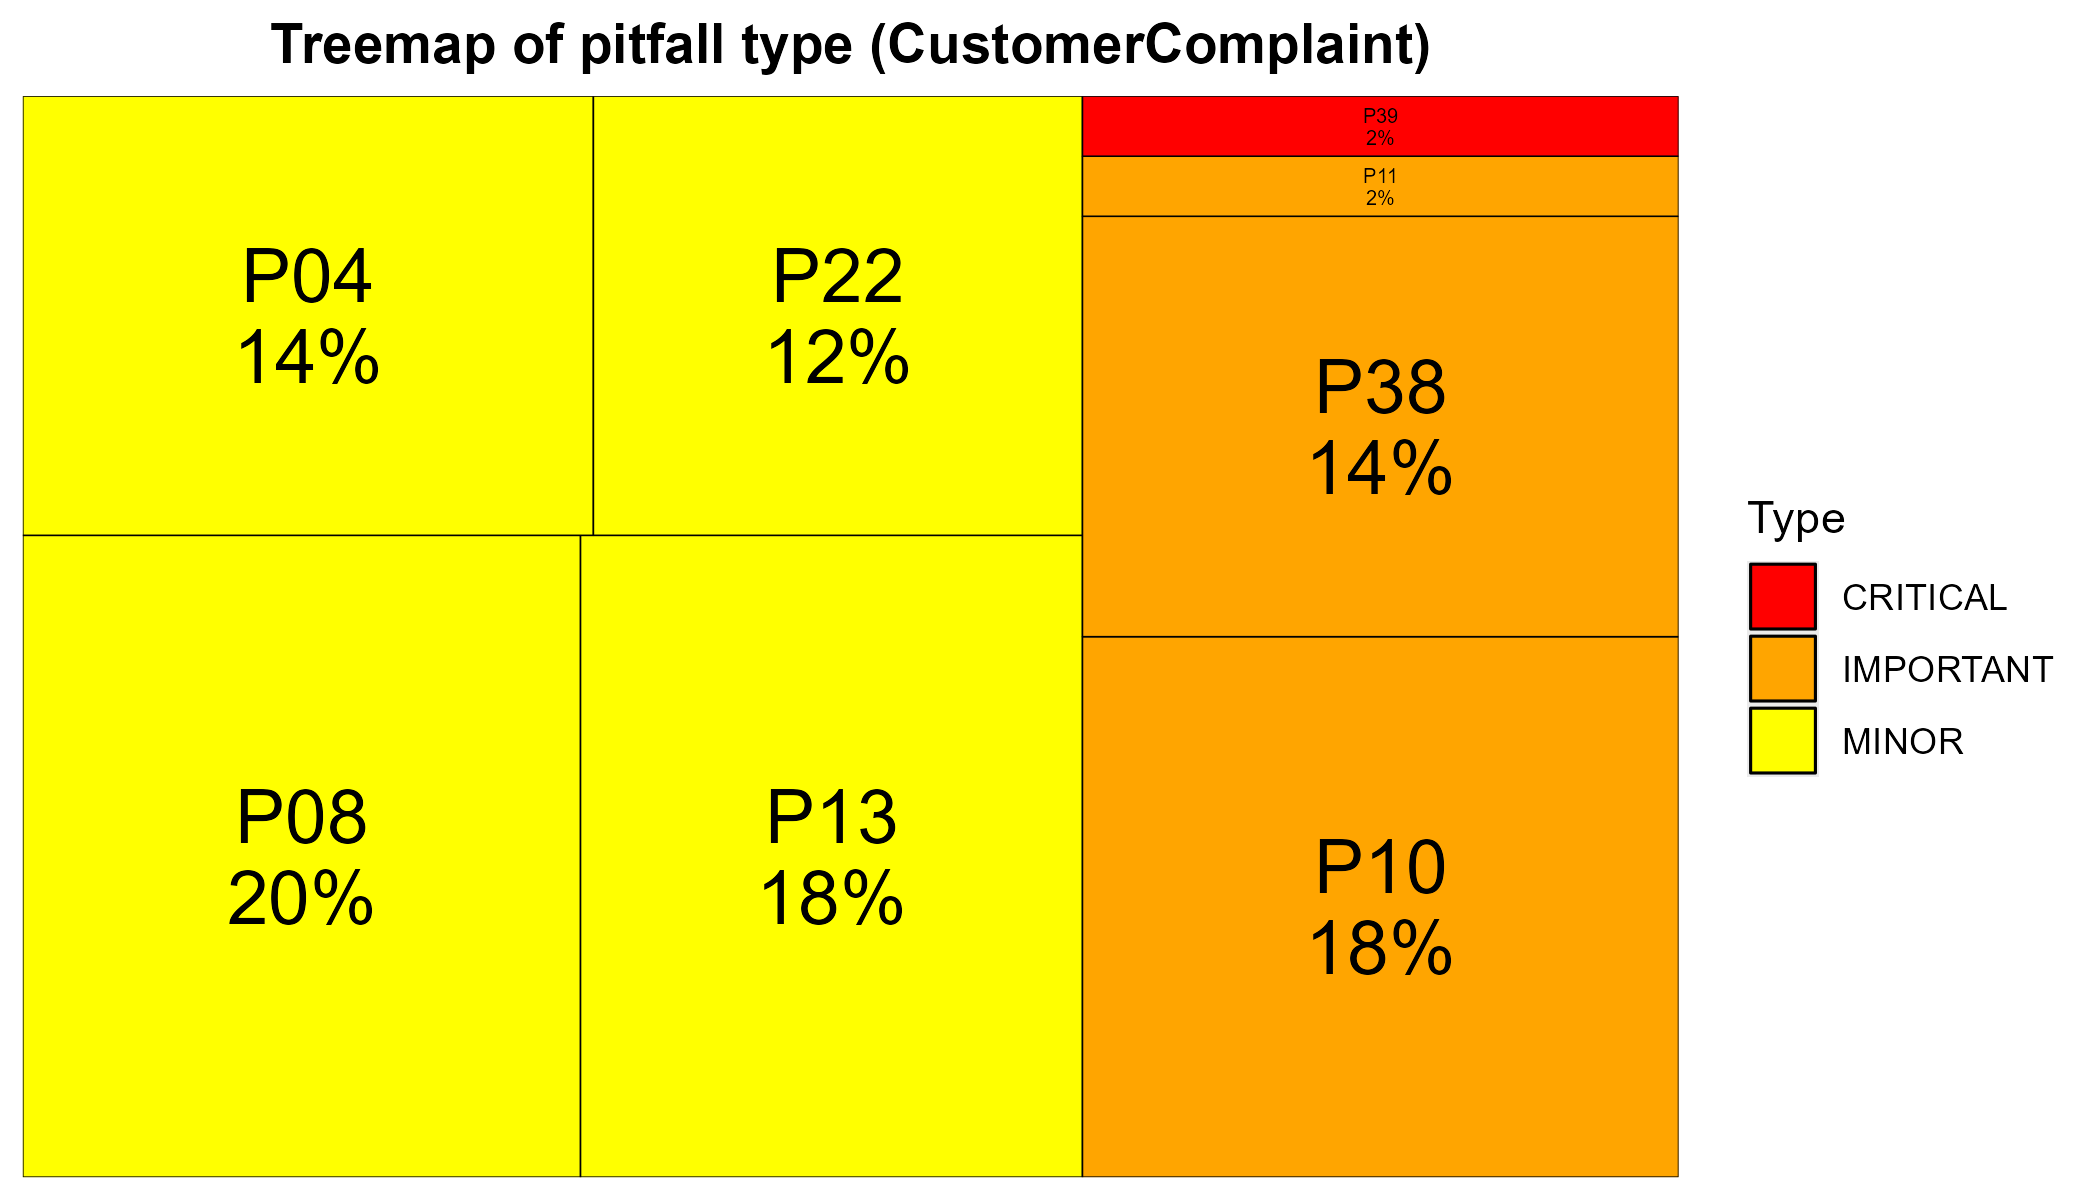 Treemap of pitfall type (CustomerComplaint)
P04
14%
P22
12%
P39
2%
P11
2%
P38
14%
P08
20%
P13
18%
P10
18%
Type
CRITICAL
IMPORTANT
MINOR